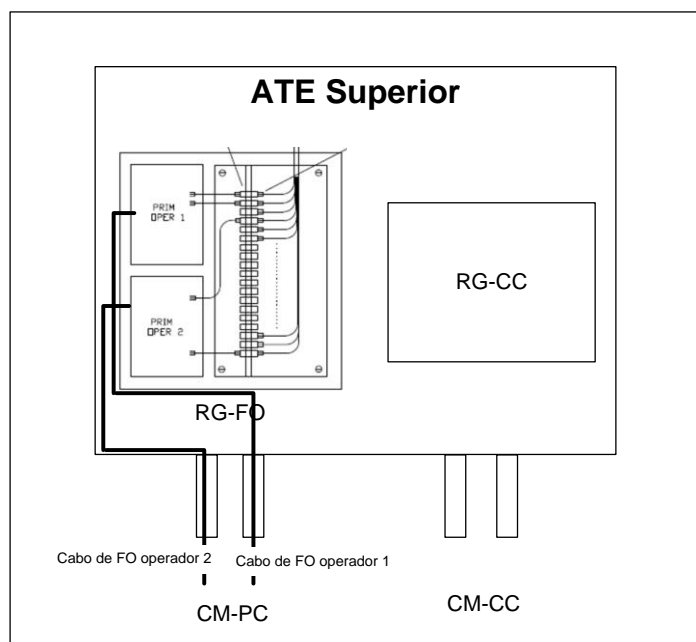 ATE Superior
PRIM
OPER 1
PRIM
OPER 2
RG-FO
RG-CC
Cabo de FO operador 2
Cabo de FO operador 1
CM-PC
CM-CC